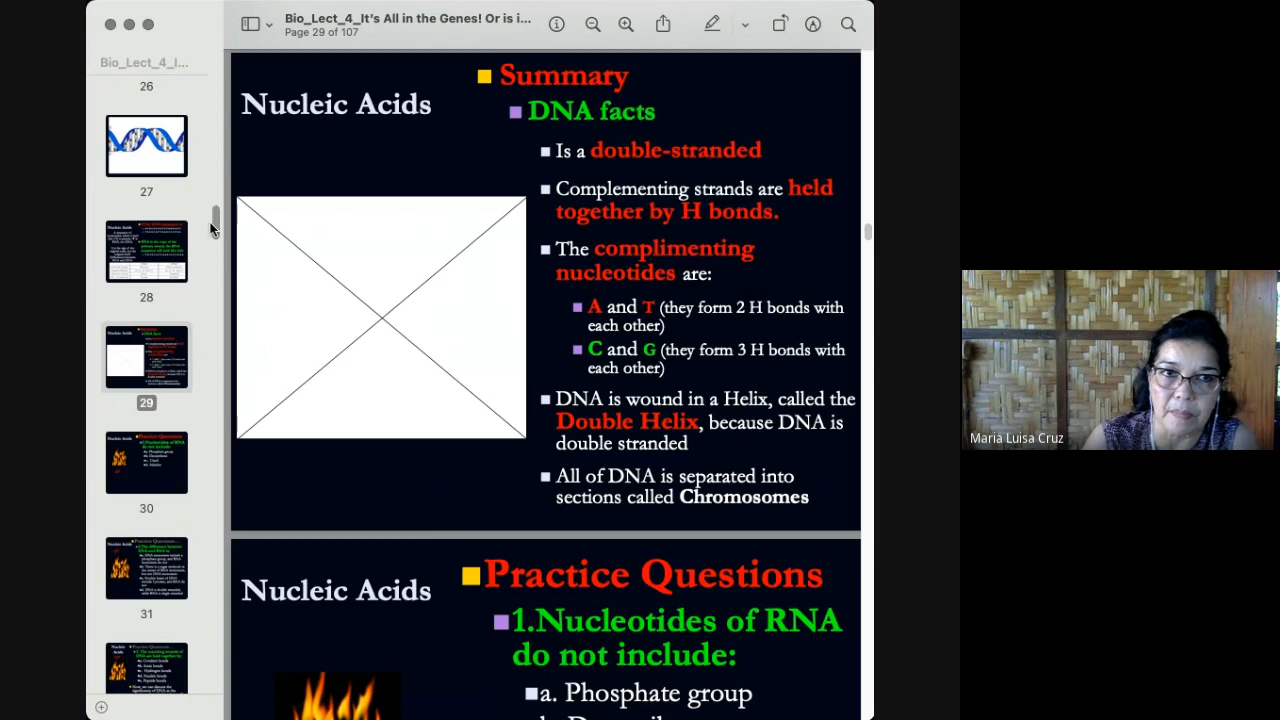 Bio_Lect_4_It's All in the Genes! Or is i...
Page 29 of 107
Bio_Lect_4_I...
26
27
28
29
30
31
Nucleic Acids
Summary
DNA facts
Is a double-stranded
Complementing strands are held
together by H bonds.
The complimenting
nucleotides are:
A and T (they form 2 H bonds with
each other)
C and G (they form 3 H bonds with
each other)
DNA is wound in a Helix, called the
Double Helix, because DNA is
double stranded
All of DNA is separated into
sections called Chromosomes
Nucleic Acids
Practice Questions
1.Nucleotides of RNA
do not include:
a. Phosphate group
Maria Luisa Cruz